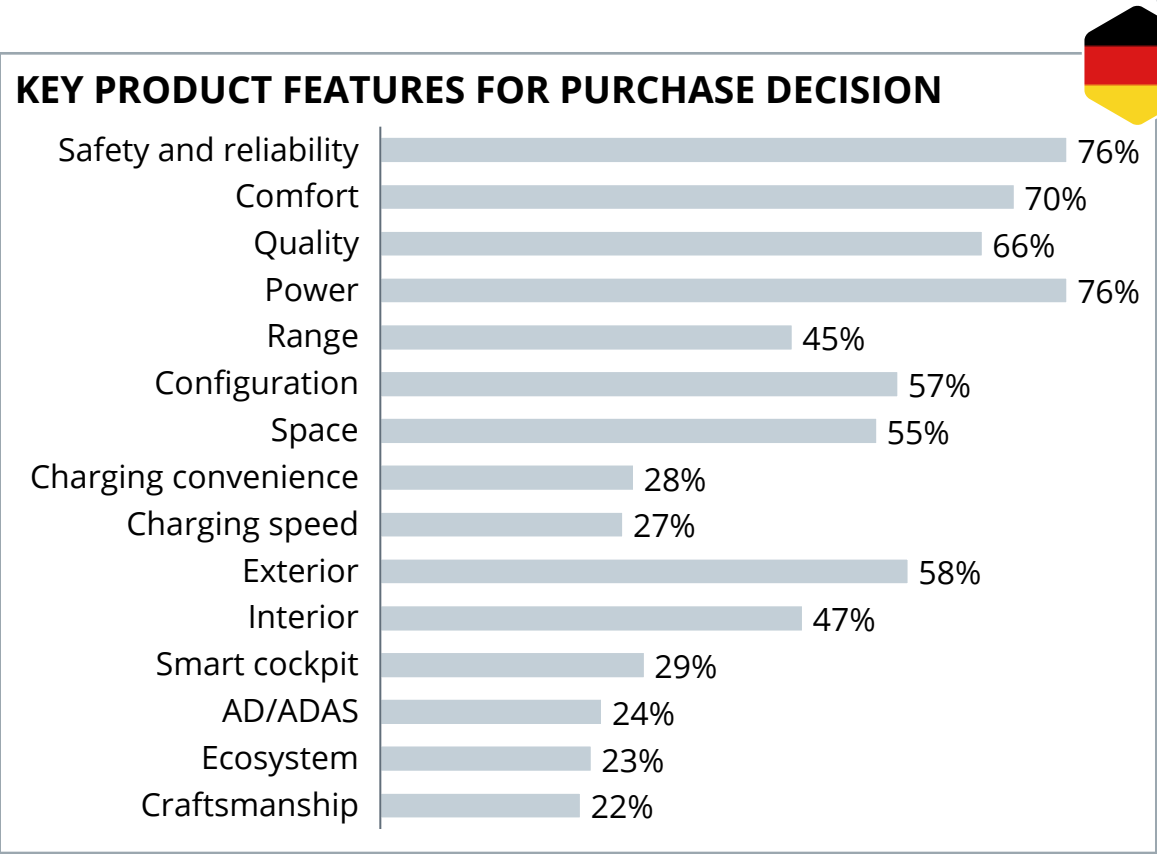 KEY PRODUCT FEATURES FOR PURCHASE DECISION
Safety and reliability 76%
Comfort 70%
Quality 66%
Power 76%
Range 45%
Configuration 57%
Space 55%
Charging convenience 28%
Charging speed 27%
Exterior 58%
Interior 47%
Smart cockpit 29%
AD/ADAS 24%
Ecosystem 23%
Craftsmanship 22%